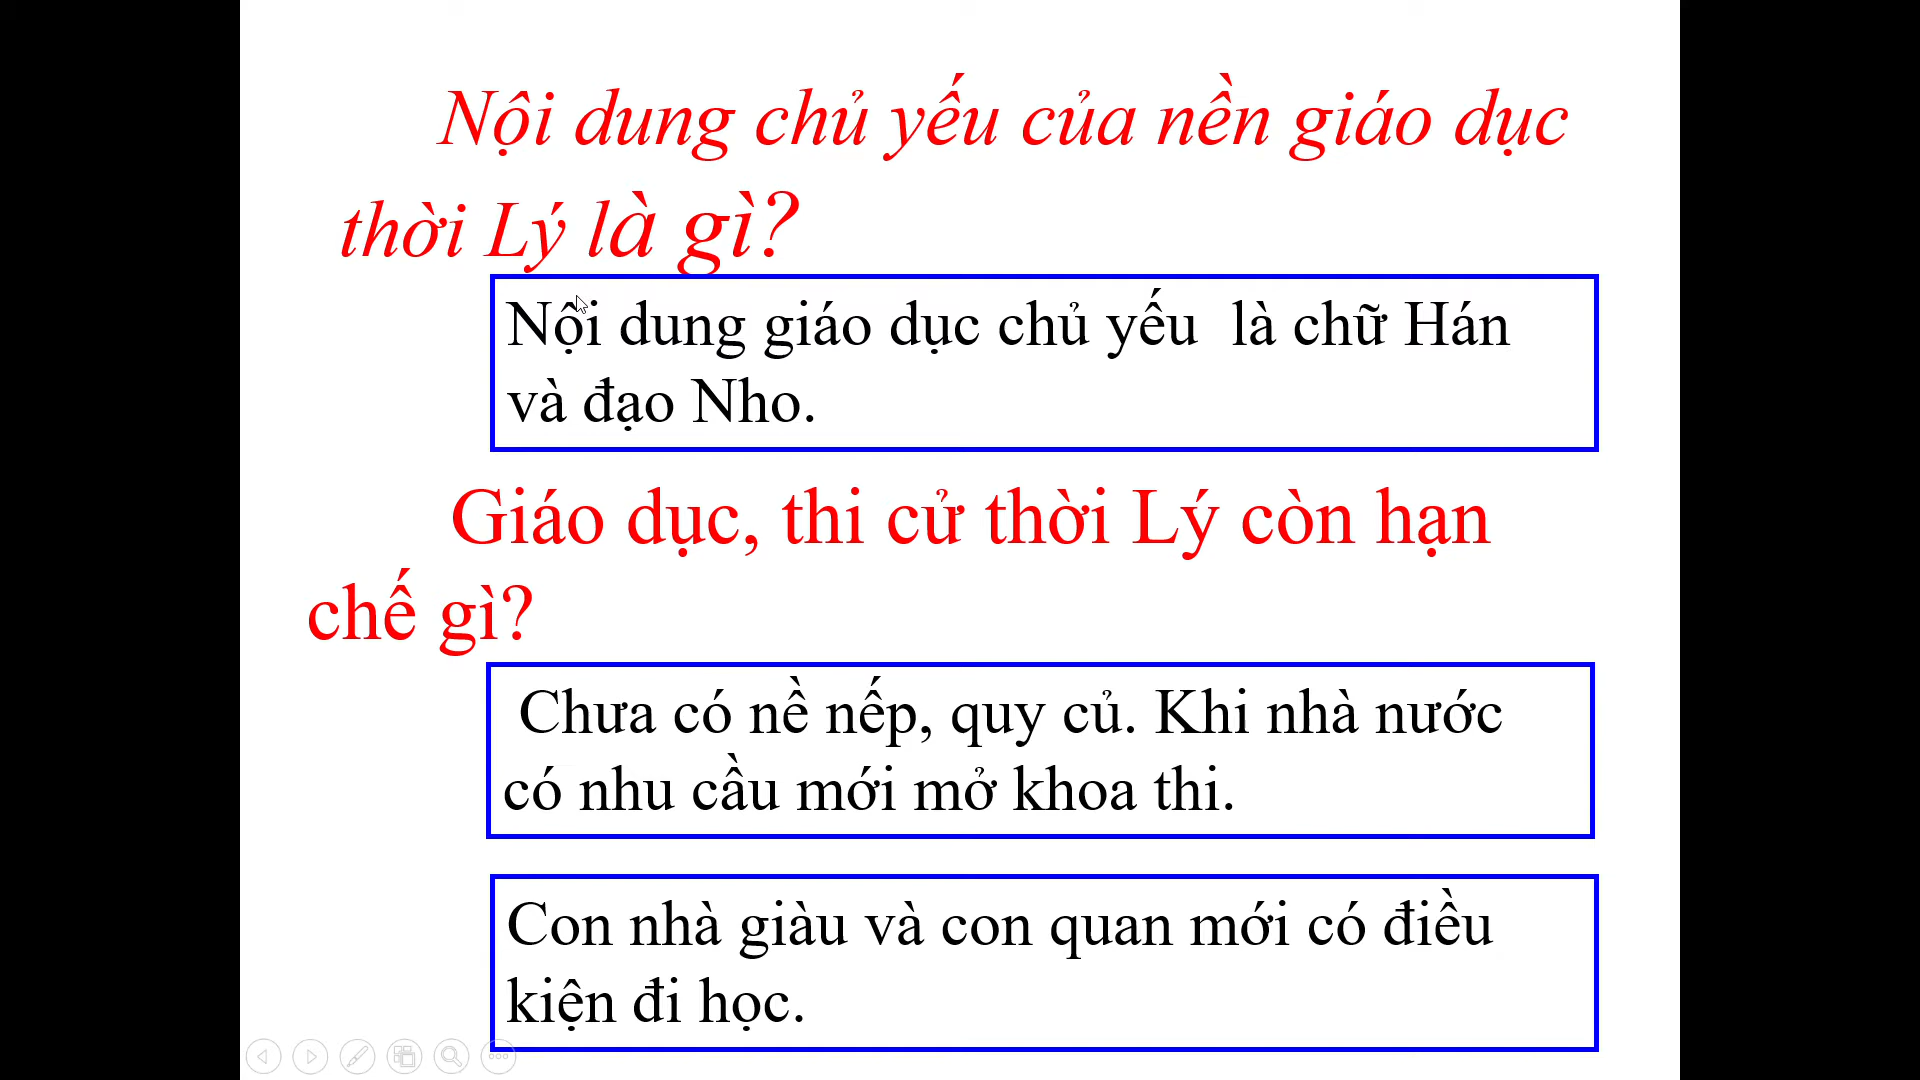 Nội dung chủ yếu của nền giáo dục
thời Lý là gì?
Nội dung giáo dục chủ yếu  là chữ Hán
và đạo Nho.
Giáo dục, thi cử thời Lý còn hạn
chế gì?
Chưa có nề nếp, quy củ. Khi nhà nước
có nhu cầu mới mở khoa thi.
Con nhà giàu và con quan mới có điều
kiện đi học.